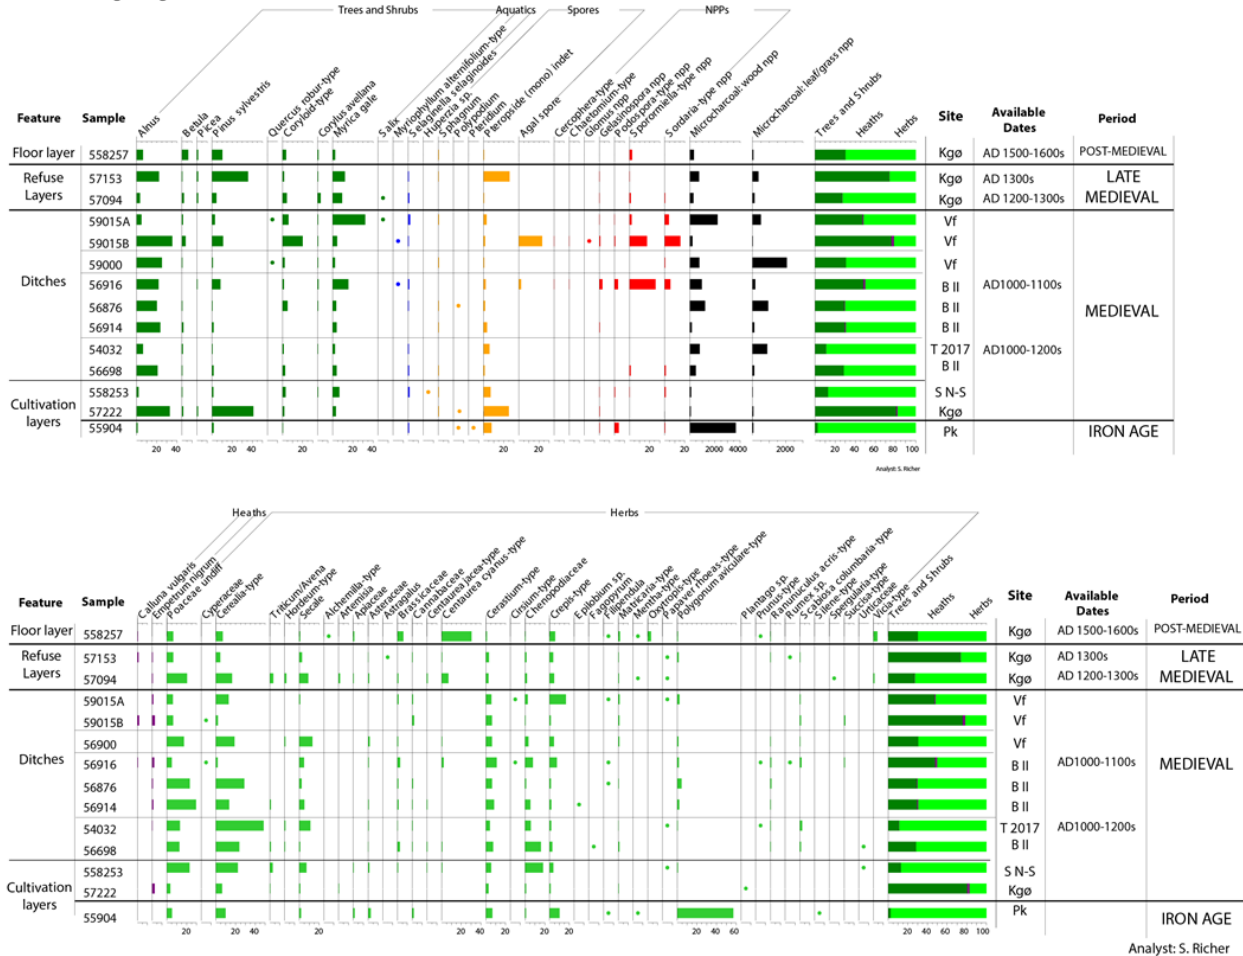 Trees and Shrubs
Aquatics
Spores
NPPs
Feature
Sample
Alnus
Betula
Picea
Pinus sylvestris
Quercus robur-type
Coryloid-type
Corylus avellana
Myrica gale
Salix
Myriophyllum alternifolium-type
Selaginella selaginoides
Huperzia sp.
Sphagnum
Polypodium
Pteridium
Pteropside (mono) indet
Agal spore
Cercophera-type
Chaetomium-type
Glomus npp
Gelasinospora npp
Podospora-type npp
Sporormiella-type npp
Sordaria-type npp
Microcharcoal: wood npp
Microcharcoal: leaf/grass npp
Trees and Shrubs
Heaths
Herbs
Site
Available Dates
Period
Floor layer 558257 Kgø AD 1500-1600s POST-MEDIEVAL
Refuse Layers
57153 Kgø AD 1300s
57094 Kgø AD 1200-1300s
LATE MEDIEVAL
Ditches
59015A Vf
59015B Vf
59000 Vf
56916 B II AD1000-1100s
56876 B II
56914 B II
54032 T 2017 AD1000-1200s
56698 B II
MEDIEVAL
Cultivation layers
558253 S N-S
57222 Kgø
55904 Pk IRON AGE
20 40 20 40 20 20 20 20 20 2000 4000 2000 20 40 60 80 100
Analyst: S. Richer
Heaths
Herbs
Feature
Sample
Calluna vulgaris
Empetrum nigrum
Poaceae undiff
Cyperaceae
Cerealia-type
Triticum/Avena
Hordeum-type
Secale
Alchemilla-type
Artemisia
Apiaceae
Asteraceae
Astragalus
Brassicaceae
Cannabaceae
Centaurea jacea-type
Centaurea cyanus-type
Cerastium-type
Cirsium-type
Chenopodiaceae
Crepis-type
Epilobium sp.
Fagopyrum
Filipendula
Matricaria-type
Mentha-type
Oxytropis-type
Papaver rhoeas-type
Polygonum aviculare-type
Plantago sp.
Prunus-type
Ranunculus acris-type
Rumex sp.
Scabiosa columbaria-type
Silene-type
Spergularia-type
Succisa-type
Urticaceae
Vicia-type
Trees and Shrubs
Heaths
Herbs
Site
Available Dates
Period
Floor layer 558257 Kgø AD 1500-1600s POST-MEDIEVAL
Refuse Layers
57153 Kgø AD 1300s
57094 Kgø AD 1200-1300s
LATE MEDIEVAL
Ditches
59015A Vf
59015B Vf
56900 Vf
56916 B II AD1000-1100s
56876 B II
56914 B II
54032 T 2017 AD1000-1200s
56698 B II
MEDIEVAL
Cultivation layers
558253 S N-S
57222 Kgø
55904 Pk IRON AGE
20 20 40 20 20 20 20 20 20 40 60 20 40 60 80 100
Analyst: S. Richer